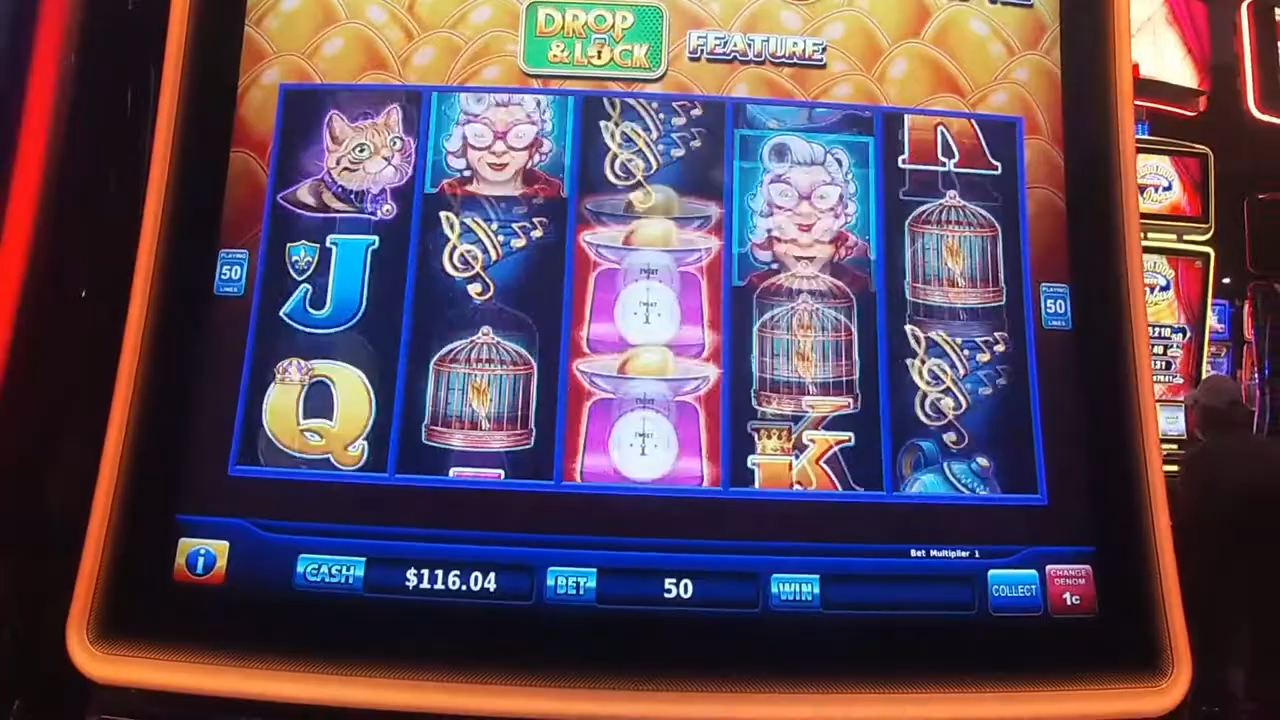 DROP
& LOCK
FEATURE
A
J
PLAYING
50
LINES
PLAYING
50
LINES
Q
K
Bet Multiplier 1
i
CASH
$116.04
BET
50
WIN
COLLECT
CHANGE
DENOM
1¢